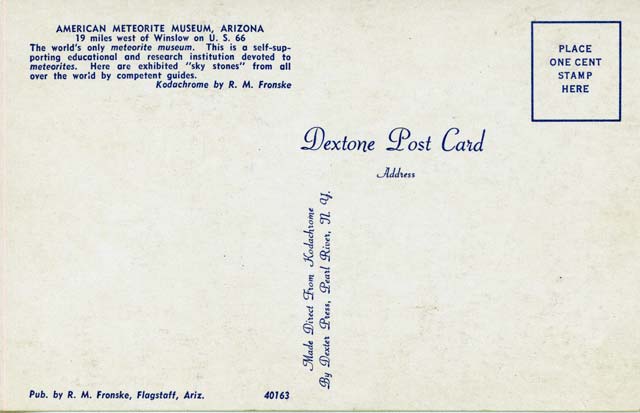 AMERICAN METEORITE MUSEUM, ARIZONA
19 miles west of Winslow on U. S. 66
The world's only meteorite museum. This is a self-sup-
porting educational and research institution devoted to
meteorites. Here are exhibited "sky stones" from all
over the world by competent guides.
Kodachrome by R. M. Fronske
PLACE
ONE CENT
STAMP
HERE
Dextone Post Card
Address
Made Direct From Kodachrome
By Dexter Press, Pearl River, N. Y.
Pub. by R. M. Fronske, Flagstaff, Ariz.
40163